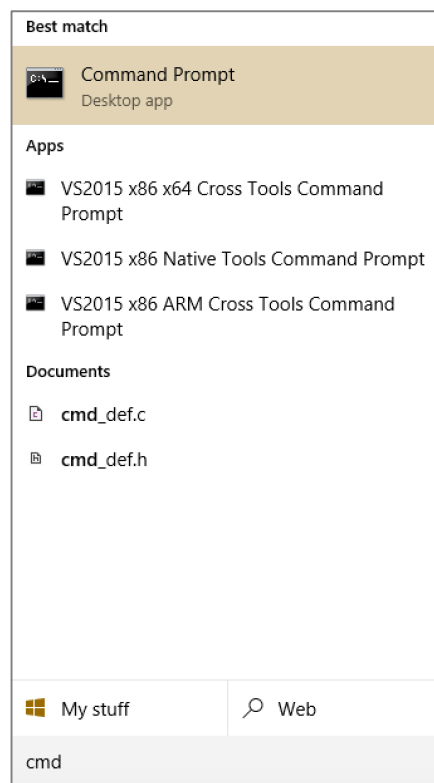 Best match
Command Prompt
Desktop app
Apps
VS2015 x86 x64 Cross Tools Command
Prompt
VS2015 x86 Native Tools Command Prompt
VS2015 x86 ARM Cross Tools Command
Prompt
Documents
cmd_def.c
cmd_def.h
My stuff
Web
cmd